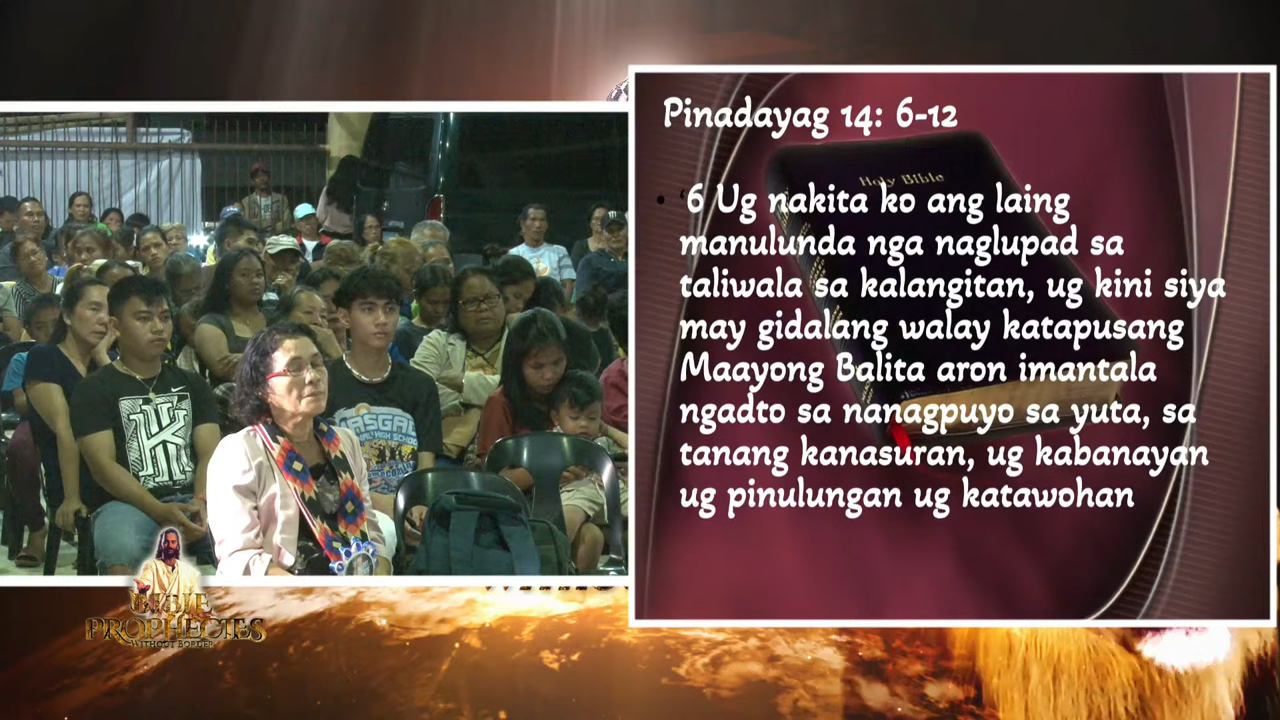 Pinadayag 14: 6-12
Holy Bible
• ‘6 Ug nakita ko ang laing
manulunda nga naglupad sa
taliwala sa kalangitan, ug kini siya
may gidalang walay katapusang
Maayong Balita aron imantala
ngadto sa nanagpuyo sa yuta, sa
tanang kanasuran, ug kabanayan
ug pinulungan ug katawohan
BIBLE
PROPHECIES
WITHOUT BORDER